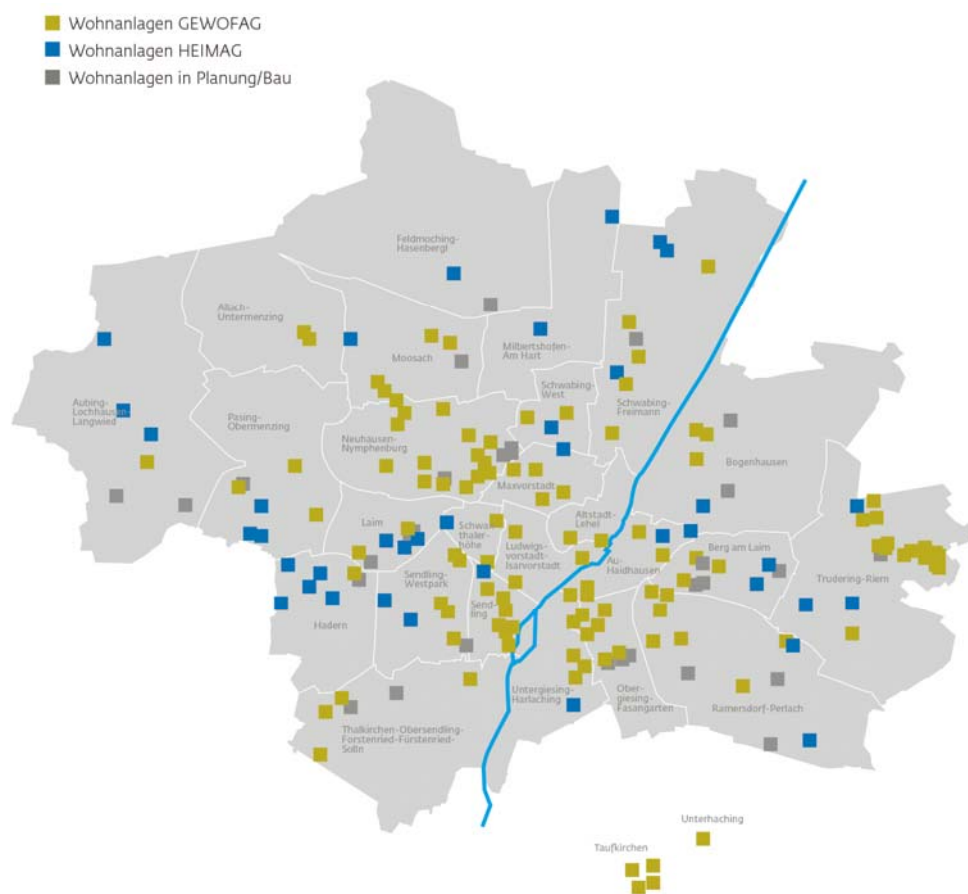 Wohnanlagen GEWOFAG
Wohnanlagen HEIMAG
Wohnanlagen in Planung/Bau
Feldmoching-
Hasenbergl
Allach-
Untermenzing
Moosach
Milbertshofen-
Am Hart
Schwabing-
West
Schwabing-
Freimann
Aubing-
Lochhausen-
Langwied
Pasing-
Obermenzing
Neuhausen-
Nymphenburg
Bogenhausen
Maxvorstadt
Laim
Schwan
thaler-
höhe
Ludwigs
vorstadt-
Isarvorstadt
Altstadt-
Lehel
Au-
Haidhausen
Berg am Laim
Trudering-Riem
Sendling-
Westpark
Send-
ling
Hadern
Untergiesing-
Harlaching
Ober-
giesing-
Fasangarten
Ramersdorf-Perlach
Thalkirchen-Obersendling-
Forstenried-Fürstenried-
Solln
Unterhaching
Taufkirchen